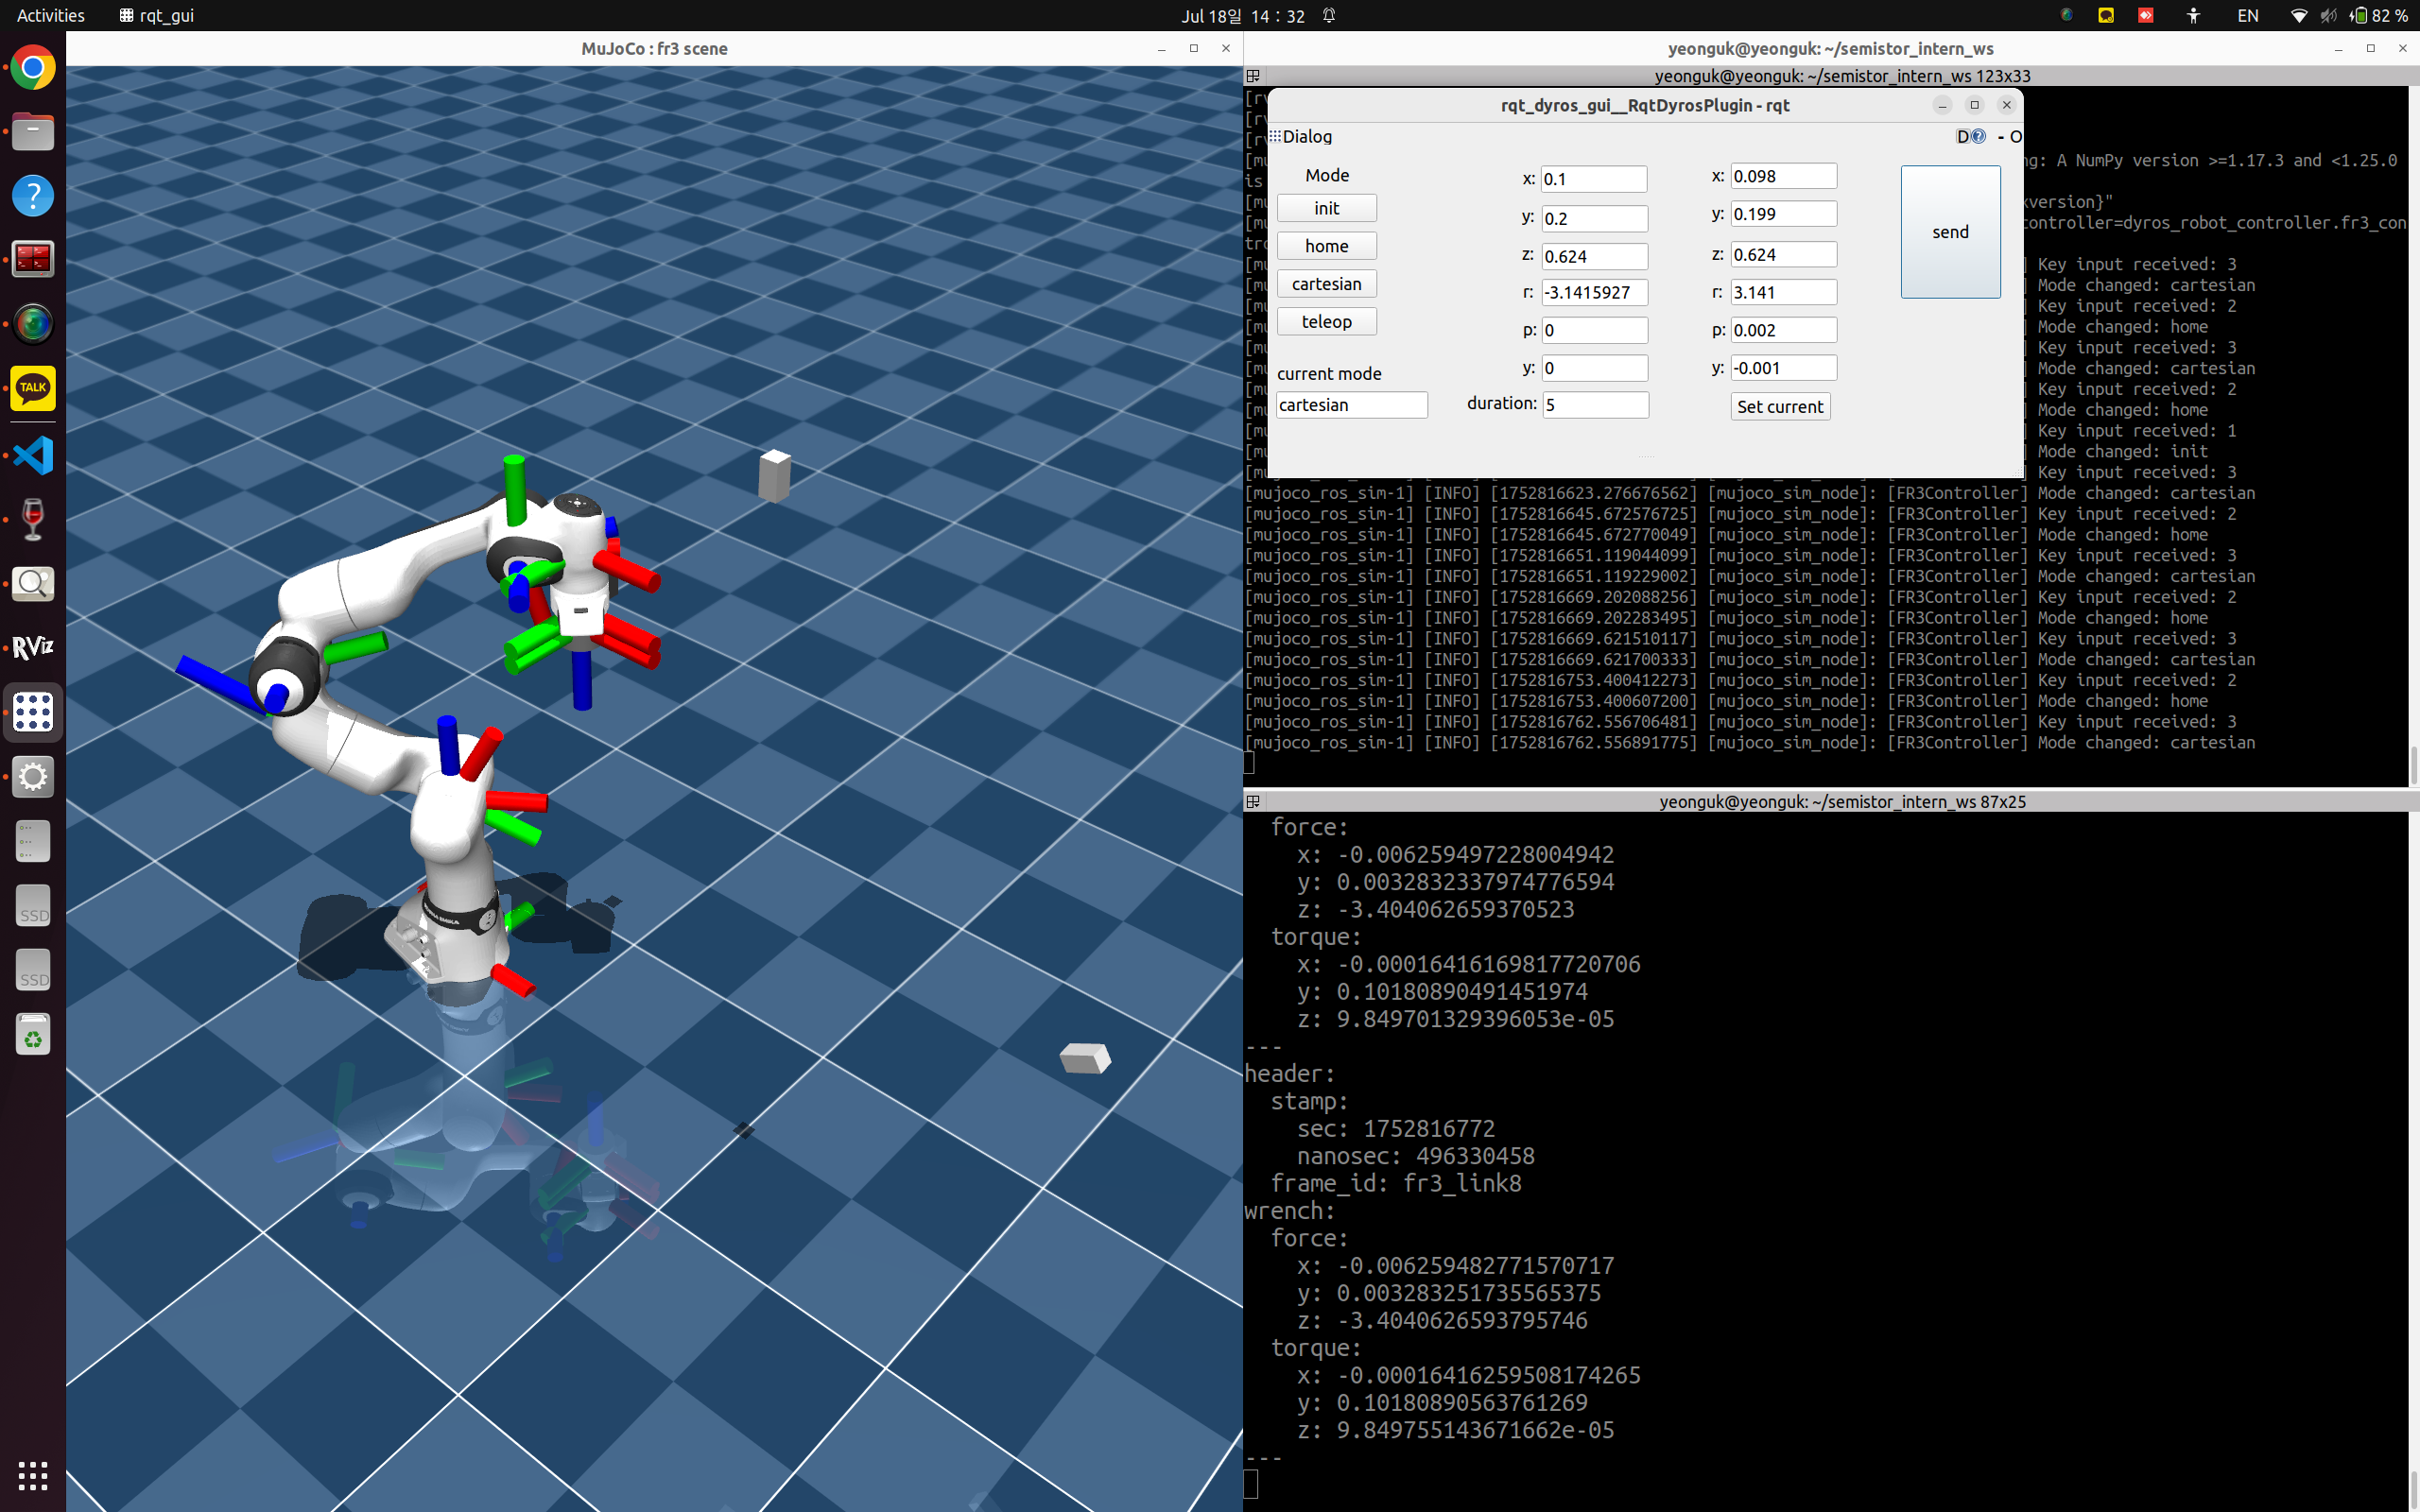 Activities
rqt_gui
Jul 18일 14 : 32
EN
82 %
MuJoCo : fr3 scene
yeonguk@yeonguk: ~/semistor_intern_ws
yeonguk@yeonguk: ~/semistor_intern_ws 123x33
rqt_dyros_gui__RqtDyrosPlugin - rqt
Dialog
D
- O
Mode
init
home
cartesian
teleop
current mode
cartesian
x: 0.1
y: 0.2
z: 0.624
r: -3.1415927
p: 0
y: 0
duration: 5
x: 0.098
y: 0.199
z: 0.624
r: 3.141
p: 0.002
y: -0.001
Set current
send
ng: A NumPy version >=1.17.3 and <1.25.0
is
xversion}"
controller=dyros_robot_controller.fr3_con
tro
] Key input received: 3
] Mode changed: cartesian
] Key input received: 2
] Mode changed: home
] Key input received: 3
] Mode changed: cartesian
] Key input received: 2
] Mode changed: home
] Key input received: 1
] Mode changed: init
] Key input received: 3
[mujoco_ros_sim-1] [INFO] [1752816623.276676562] [mujoco_sim_node]: [FR3Controller] Mode changed: cartesian
[mujoco_ros_sim-1] [INFO] [1752816645.672576725] [mujoco_sim_node]: [FR3Controller] Key input received: 2
[mujoco_ros_sim-1] [INFO] [1752816645.672770049] [mujoco_sim_node]: [FR3Controller] Mode changed: home
[mujoco_ros_sim-1] [INFO] [1752816651.119044099] [mujoco_sim_node]: [FR3Controller] Key input received: 3
[mujoco_ros_sim-1] [INFO] [1752816651.119229002] [mujoco_sim_node]: [FR3Controller] Mode changed: cartesian
[mujoco_ros_sim-1] [INFO] [1752816669.202088256] [mujoco_sim_node]: [FR3Controller] Key input received: 2
[mujoco_ros_sim-1] [INFO] [1752816669.202283495] [mujoco_sim_node]: [FR3Controller] Mode changed: home
[mujoco_ros_sim-1] [INFO] [1752816669.621510117] [mujoco_sim_node]: [FR3Controller] Key input received: 3
[mujoco_ros_sim-1] [INFO] [1752816669.621700333] [mujoco_sim_node]: [FR3Controller] Mode changed: cartesian
[mujoco_ros_sim-1] [INFO] [1752816753.400412273] [mujoco_sim_node]: [FR3Controller] Key input received: 2
[mujoco_ros_sim-1] [INFO] [1752816753.400607200] [mujoco_sim_node]: [FR3Controller] Mode changed: home
[mujoco_ros_sim-1] [INFO] [1752816762.556706481] [mujoco_sim_node]: [FR3Controller] Key input received: 3
[mujoco_ros_sim-1] [INFO] [1752816762.556891775] [mujoco_sim_node]: [FR3Controller] Mode changed: cartesian
yeonguk@yeonguk: ~/semistor_intern_ws 87x25
force:
x: -0.006259497228004942
y: 0.0032832337974776594
z: -3.404062659370523
torque:
x: -0.00016416169817720706
y: 0.10180890491451974
z: 9.849701329396053e-05
---
header:
stamp:
sec: 1752816772
nanosec: 496330458
frame_id: fr3_link8
wrench:
force:
x: -0.006259482771570717
y: 0.003283251735565375
z: -3.4040626593795746
torque:
x: -0.00016416259508174265
y: 0.10180890563761269
z: 9.849755143671662e-05
---
TALK
RViz
SSD
SSD